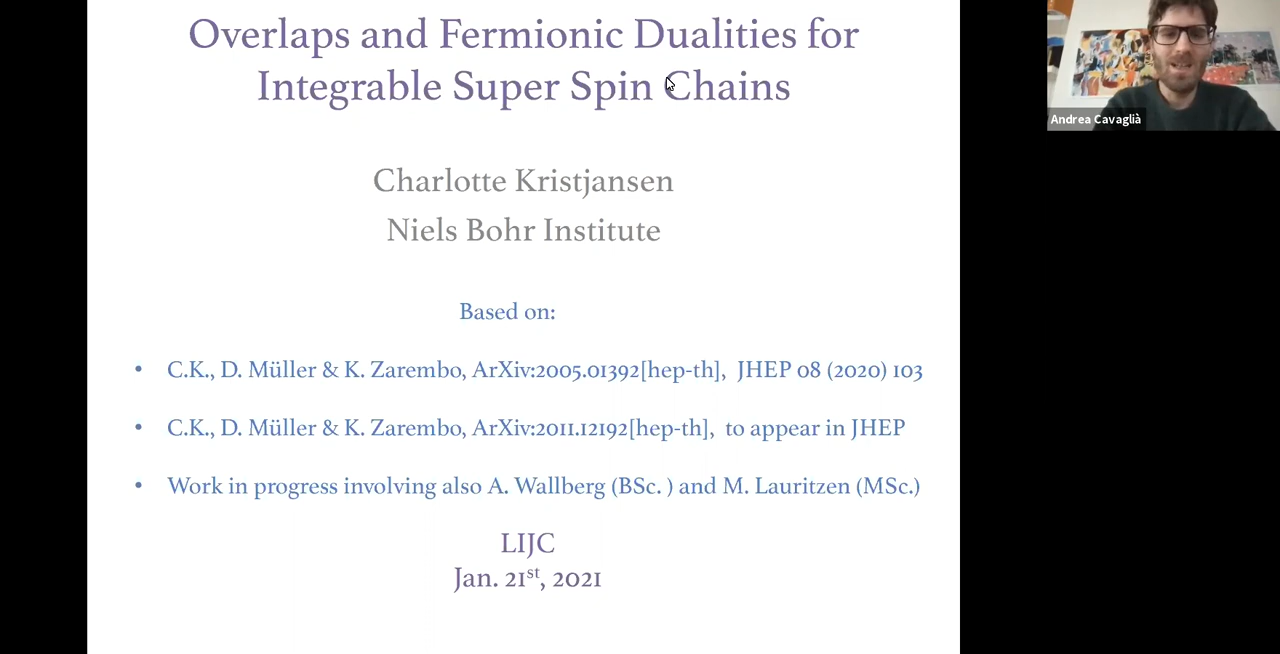 Overlaps and Fermionic Dualities for
Integrable Super Spin Chains
Charlotte Kristjansen
Niels Bohr Institute
Based on:
• C.K., D. Müller & K. Zarembo, ArXiv:2005.01392[hep-th], JHEP 08 (2020) 103
• C.K., D. Müller & K. Zarembo, ArXiv:2011.12192[hep-th], to appear in JHEP
• Work in progress involving also A. Wallberg (BSc. ) and M. Lauritzen (MSc.)
LIJC
Jan. 21st, 2021
Andrea Cavaglià